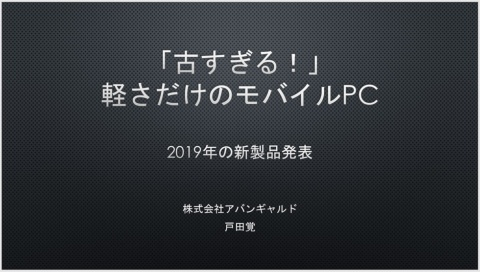 「古すぎる！」
軽さだけのモバイルPC
2019年の新製品発表
株式会社アバンギャルド
戸田覚